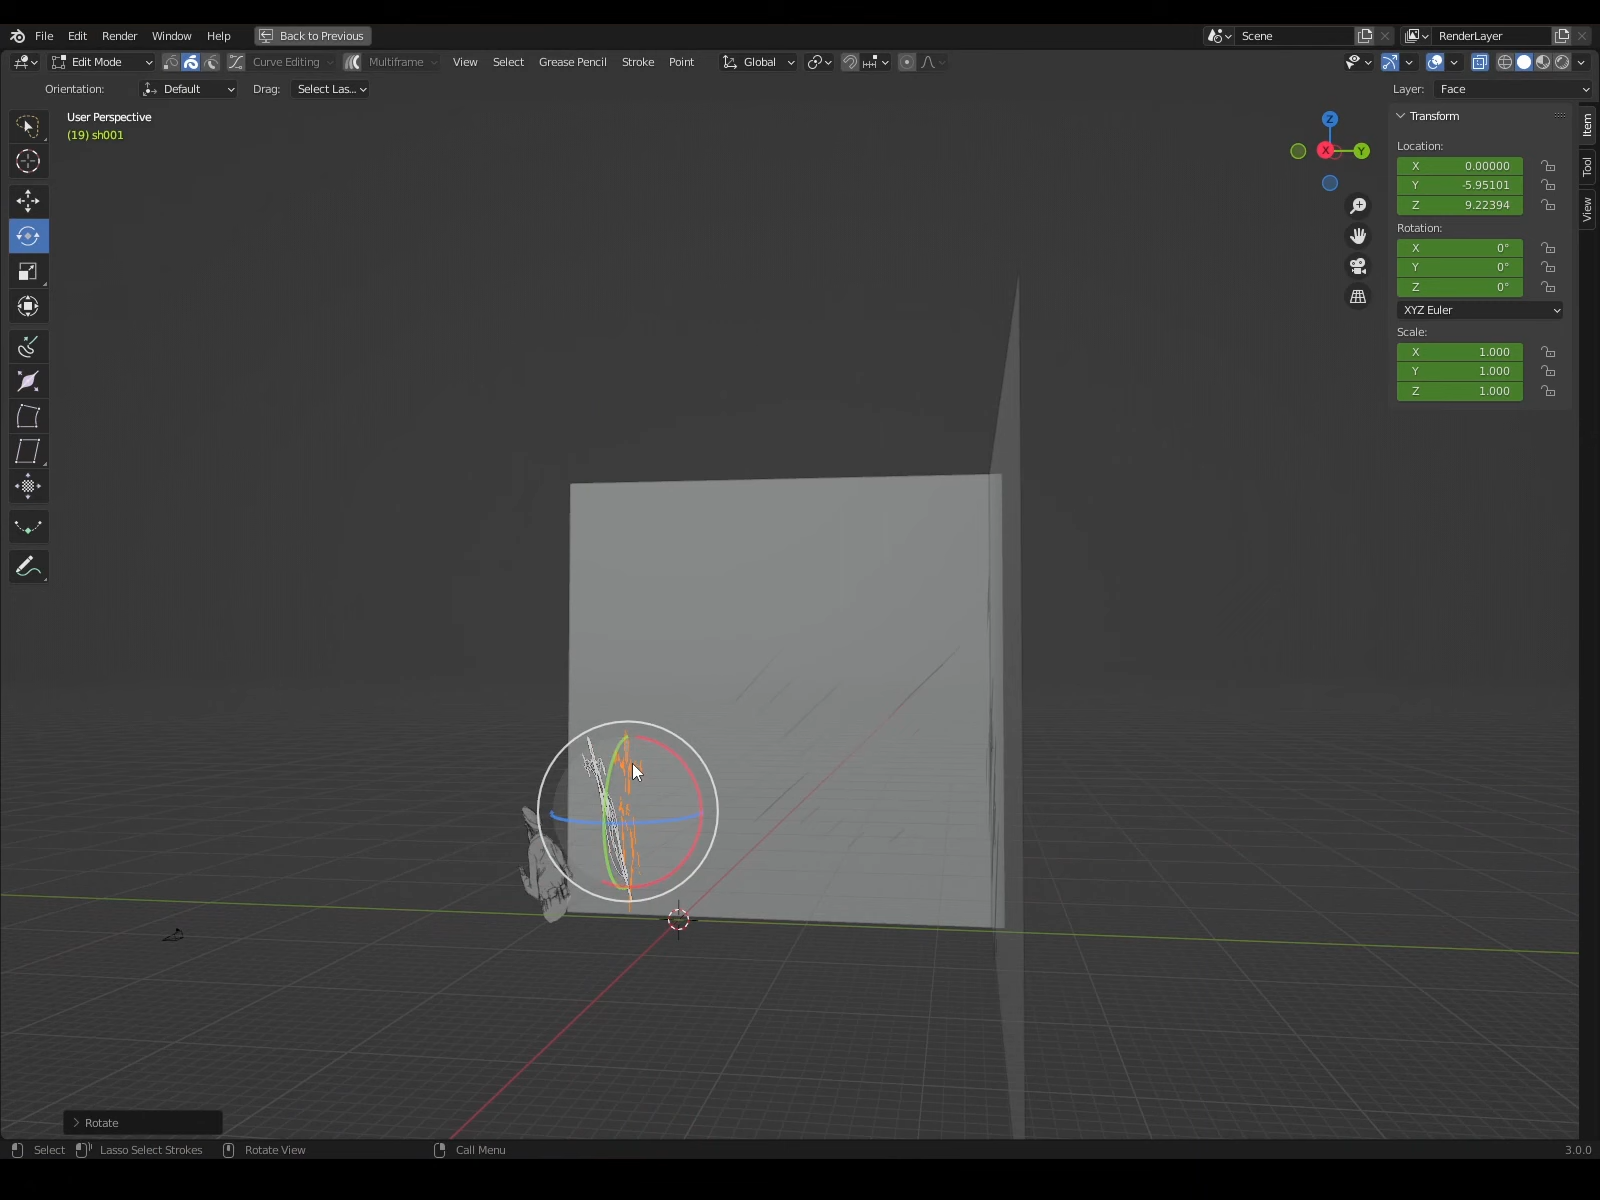 File Edit Render Window Help Back to Previous Scene RenderLayer
Edit Mode Curve Editing Multiframe View Select Grease Pencil Stroke Point Global
Orientation: Default Drag: Select Las... Layer: Face
User Perspective
(19) sh001
Z
X
Y
Transform
Location:
X 0.00000
Y -5.95101
Z 9.22394
Rotation:
X 0°
Y 0°
Z 0°
XYZ Euler
Scale:
X 1.000
Y 1.000
Z 1.000
Item
Tool
View
Rotate
Select Lasso Select Strokes Rotate View Call Menu 3.0.0